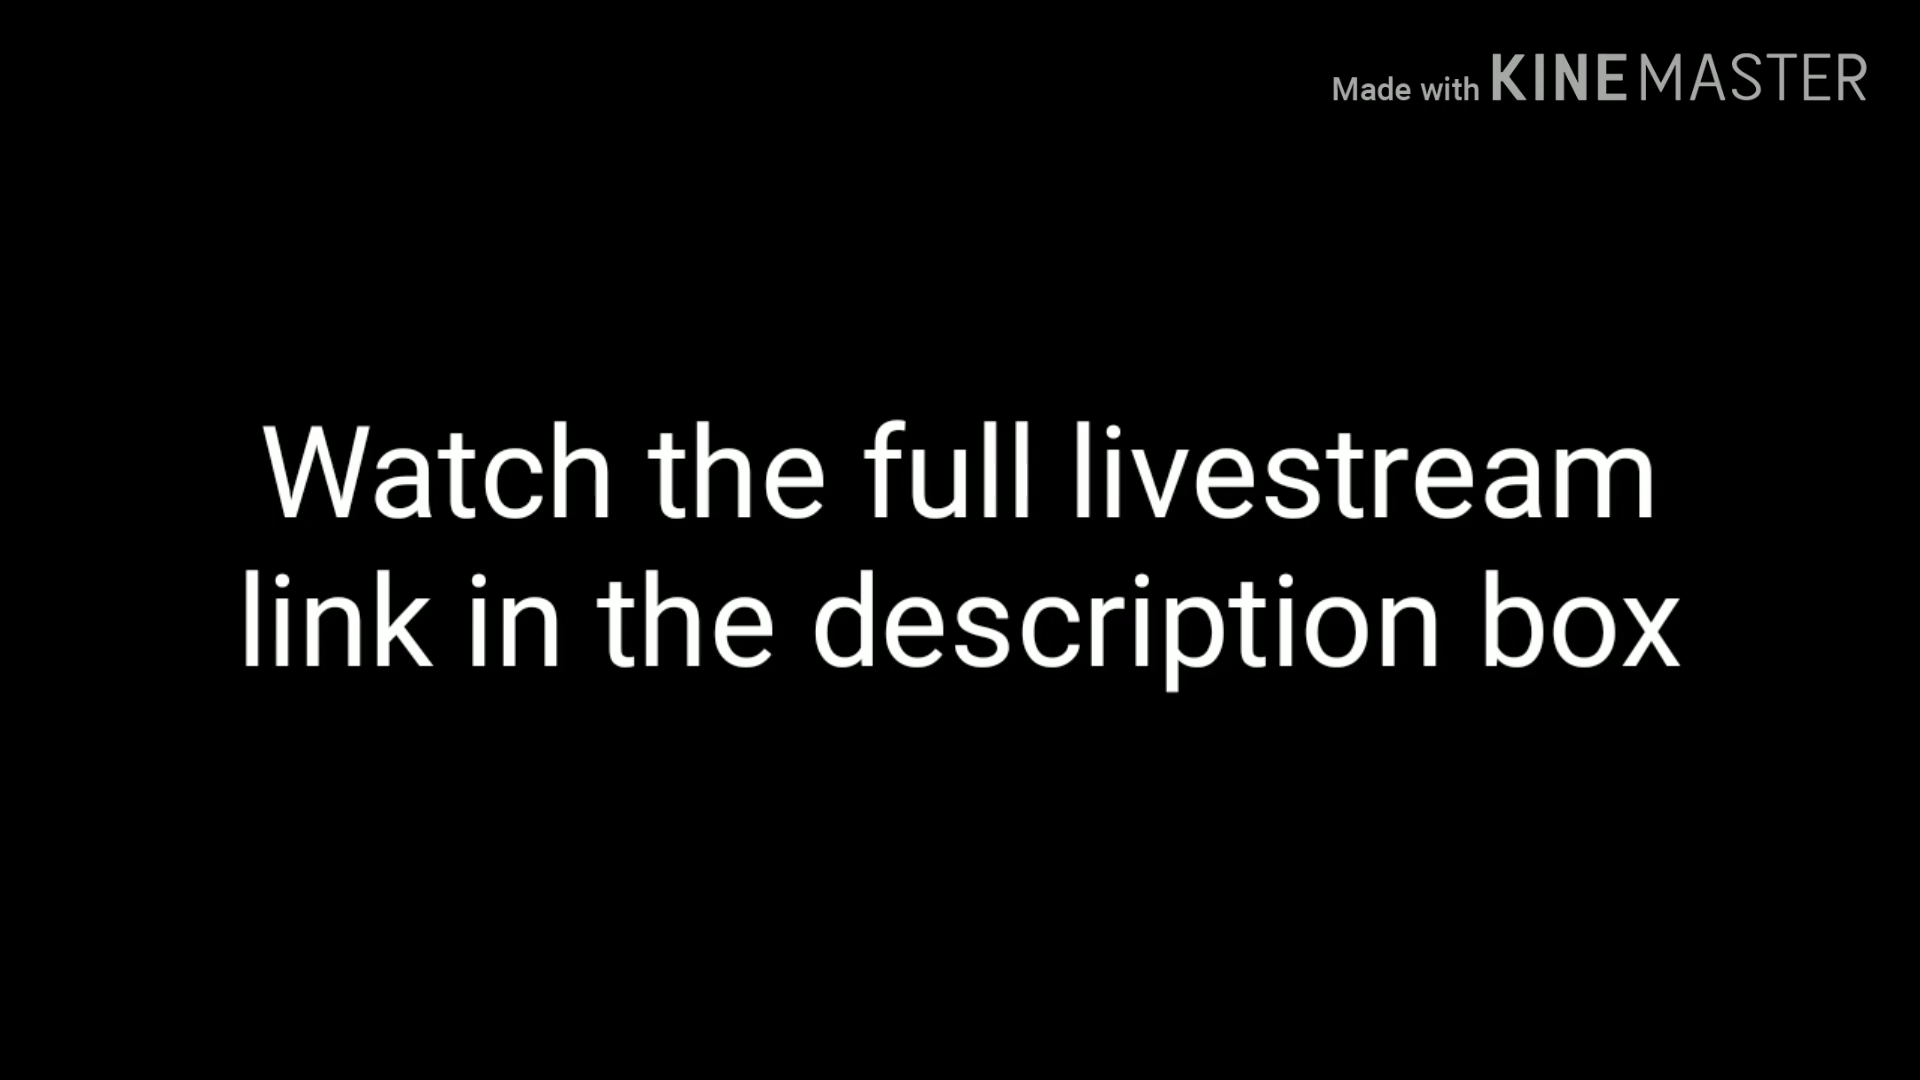 Made with KINEMASTER
Watch the full livestream
link in the description box